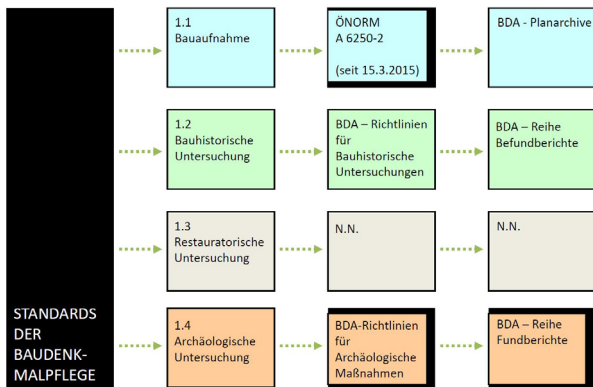 STANDARDS
DER
BAUDENK-
MALPFLEGE
1.1
Bauaufnahme
ÖNORM
A 6250-2
(seit 15.3.2015)
BDA - Planarchive
1.2
Bauhistorische
Untersuchung
BDA – Richtlinien
für
Bauhistorische
Untersuchungen
BDA – Reihe
Befundberichte
1.3
Restauratorische
Untersuchung
N.N.
N.N.
1.4
Archäologische
Untersuchung
BDA-Richtlinien
für
Archäologische
Maßnahmen
BDA – Reihe
Fundberichte